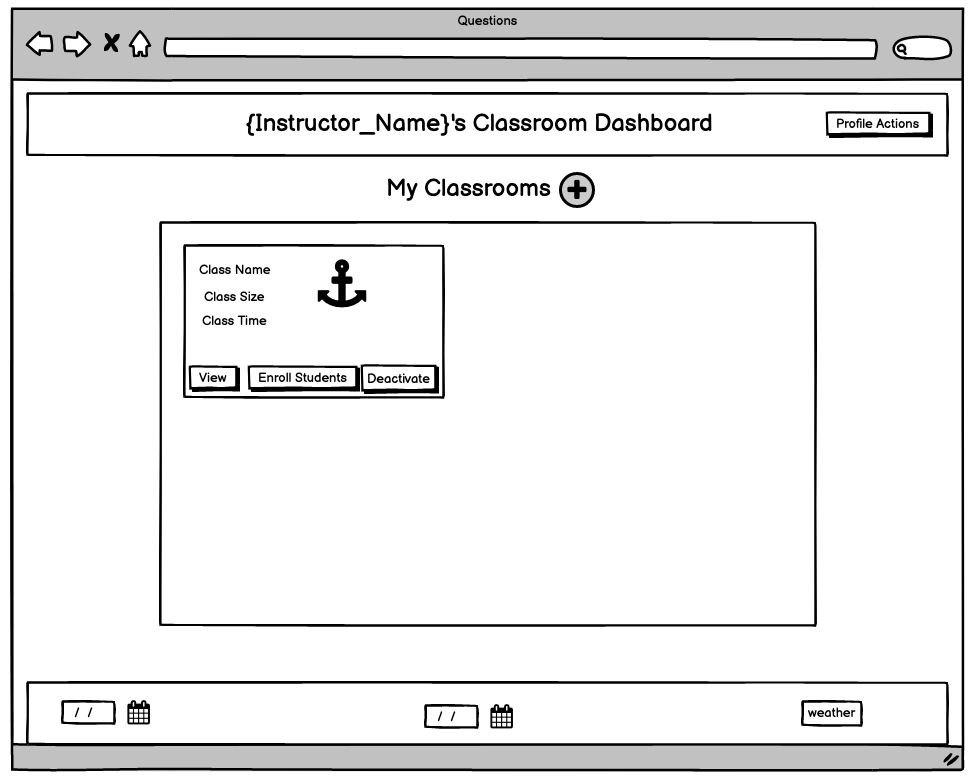 Questions
{Instructor_Name}'s Classroom Dashboard
Profile Actions
My Classrooms
Class Name
Class Size
Class Time
View
Enroll Students
Deactivate
/ /
/ /
weather